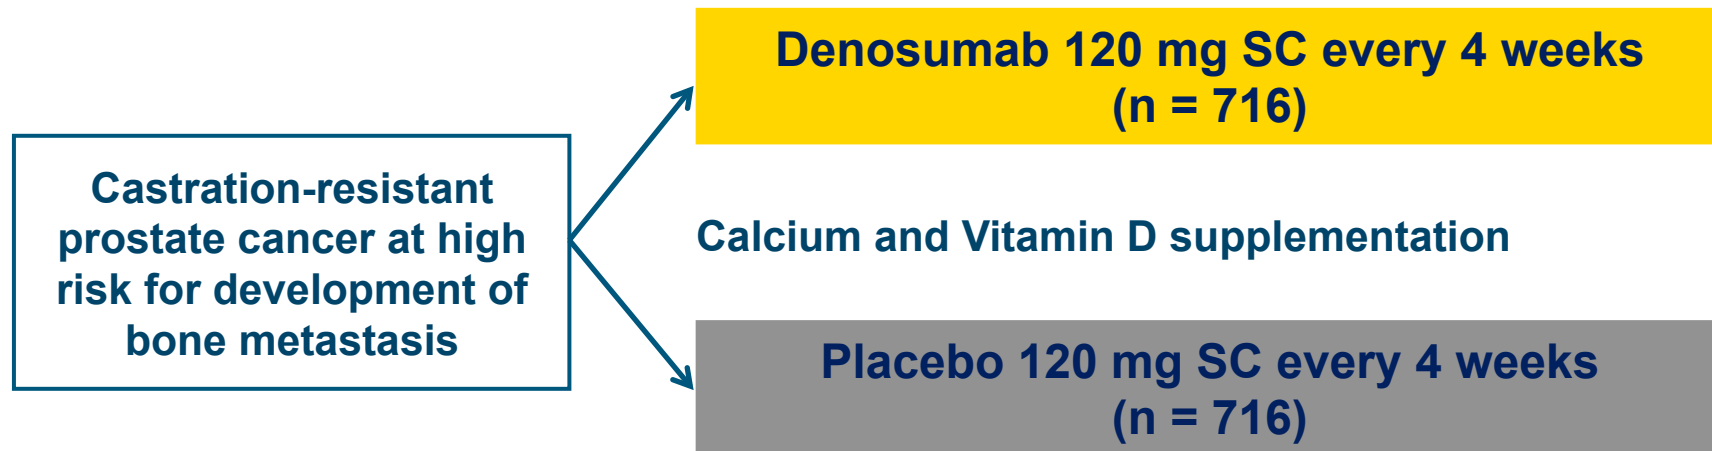 Denosumab 120 mg SC every 4 weeks
(n = 716)
Castration-resistant
prostate cancer at high
risk for development of
bone metastasis
Calcium and Vitamin D supplementation
Placebo 120 mg SC every 4 weeks
(n = 716)